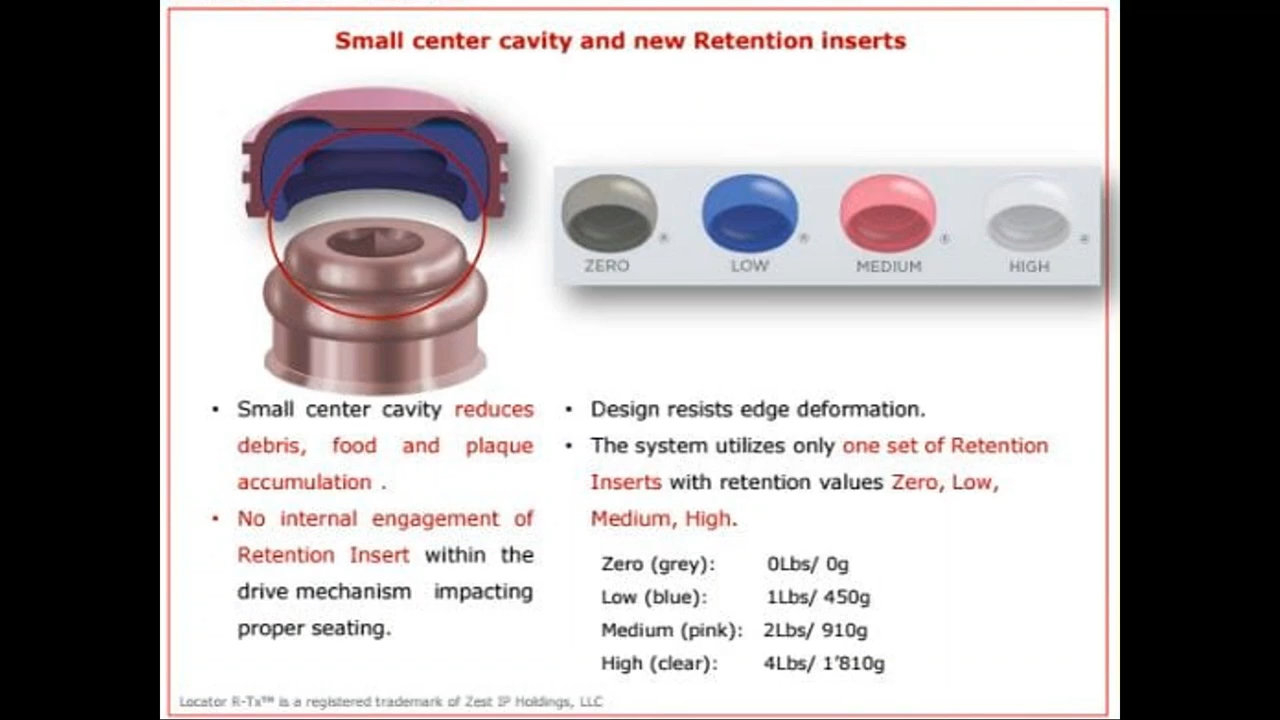 Small center cavity and new Retention inserts
ZERO
LOW
MEDIUM
HIGH
• Small center cavity reduces
debris, food and plaque
accumulation .
• No internal engagement of
Retention Insert within the
drive mechanism impacting
proper seating.
• Design resists edge deformation.
• The system utilizes only one set of Retention
Inserts with retention values Zero, Low,
Medium, High.
Zero (grey): 0Lbs/ 0g
Low (blue): 1Lbs/ 450g
Medium (pink): 2Lbs/ 910g
High (clear): 4Lbs/ 1'810g
Locator R-Tx™ is a registered trademark of Zest IP Holdings, LLC